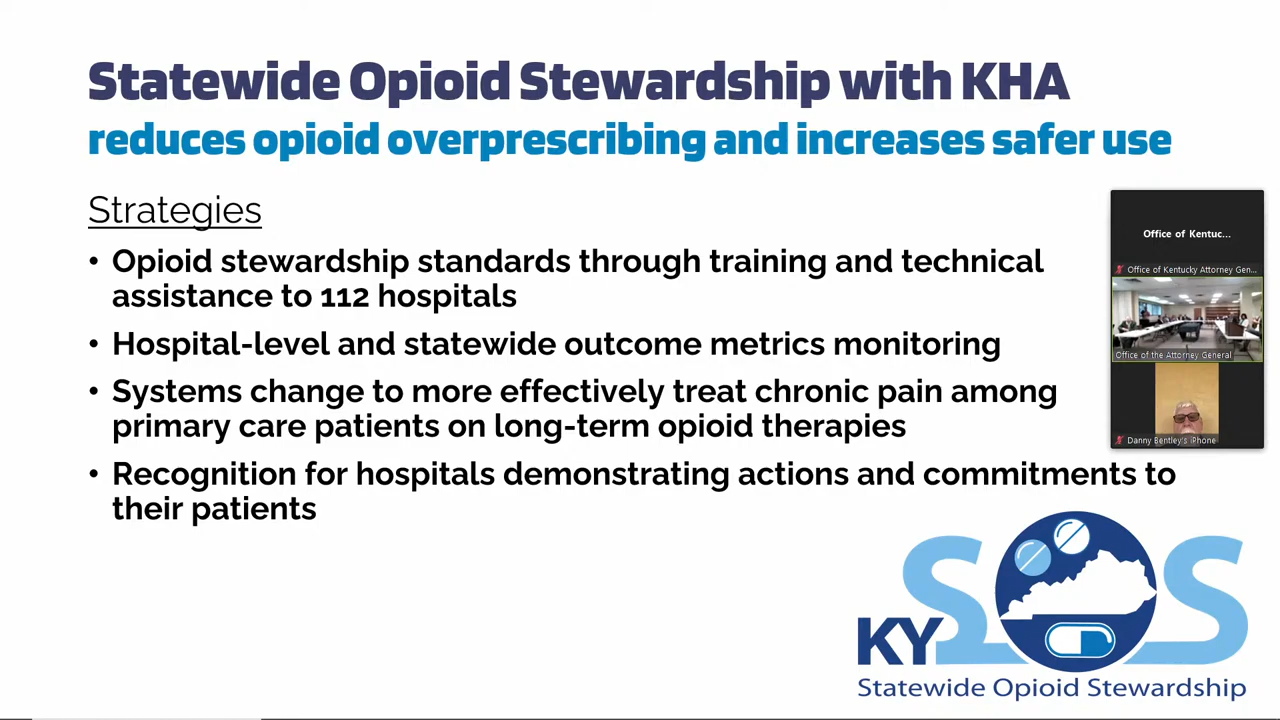 Statewide Opioid Stewardship with KHA
reduces opioid overprescribing and increases safer use
Strategies
• Opioid stewardship standards through training and technical
assistance to 112 hospitals
• Hospital-level and statewide outcome metrics monitoring
• Systems change to more effectively treat chronic pain among
primary care patients on long-term opioid therapies
• Recognition for hospitals demonstrating actions and commitments to
their patients
Office of Kentuc...
Office of Kentucky Attorney Gen...
Office of the Attorney General
Danny Bentley's iPhone
KY SOS
Statewide Opioid Stewardship